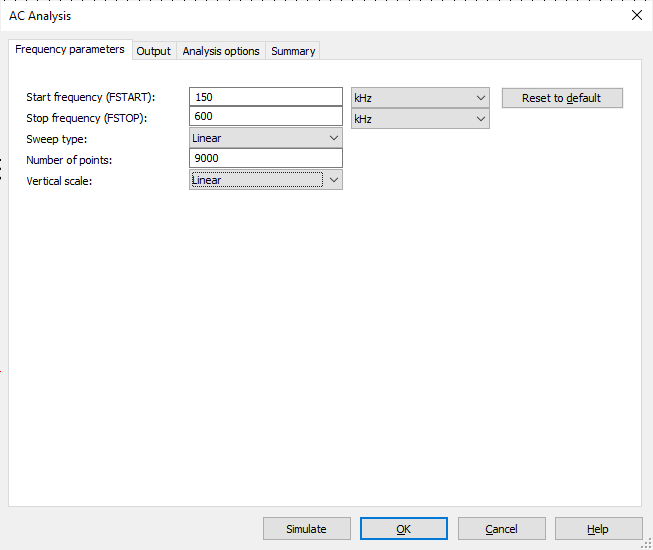 AC Analysis
Frequency parameters Output Analysis options Summary
Start frequency (FSTART): 150 kHz Reset to default
Stop frequency (FSTOP): 600 kHz
Sweep type: Linear
Number of points: 9000
Vertical scale: Linear
Simulate OK Cancel Help